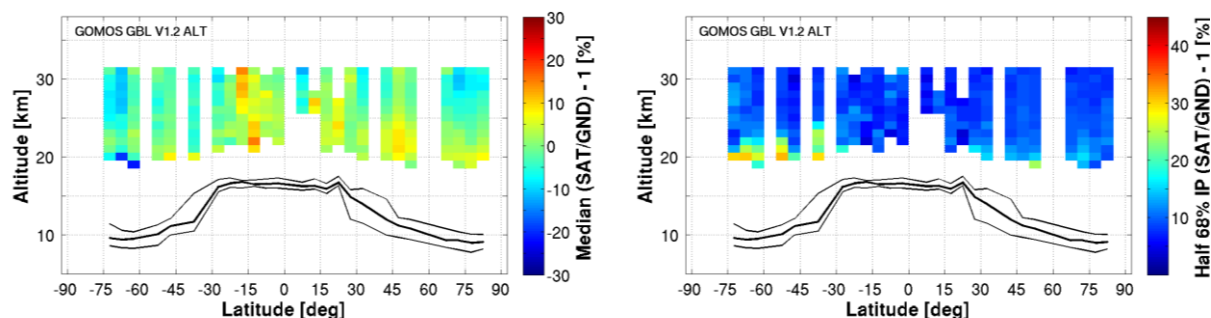 GOMOS GBL V1.2 ALT
Altitude [km]
30
20
10
-90 -75 -60 -45 -30 -15 0 15 30 45 60 75 90
Latitude [deg]
30
20
10
0
-10
-20
-30
Median (SAT/GND) - 1 [%]
GOMOS GBL V1.2 ALT
Altitude [km]
30
20
10
-90 -75 -60 -45 -30 -15 0 15 30 45 60 75 90
Latitude [deg]
40
30
20
10
Half 68% IP (SAT/GND) - 1 [%]